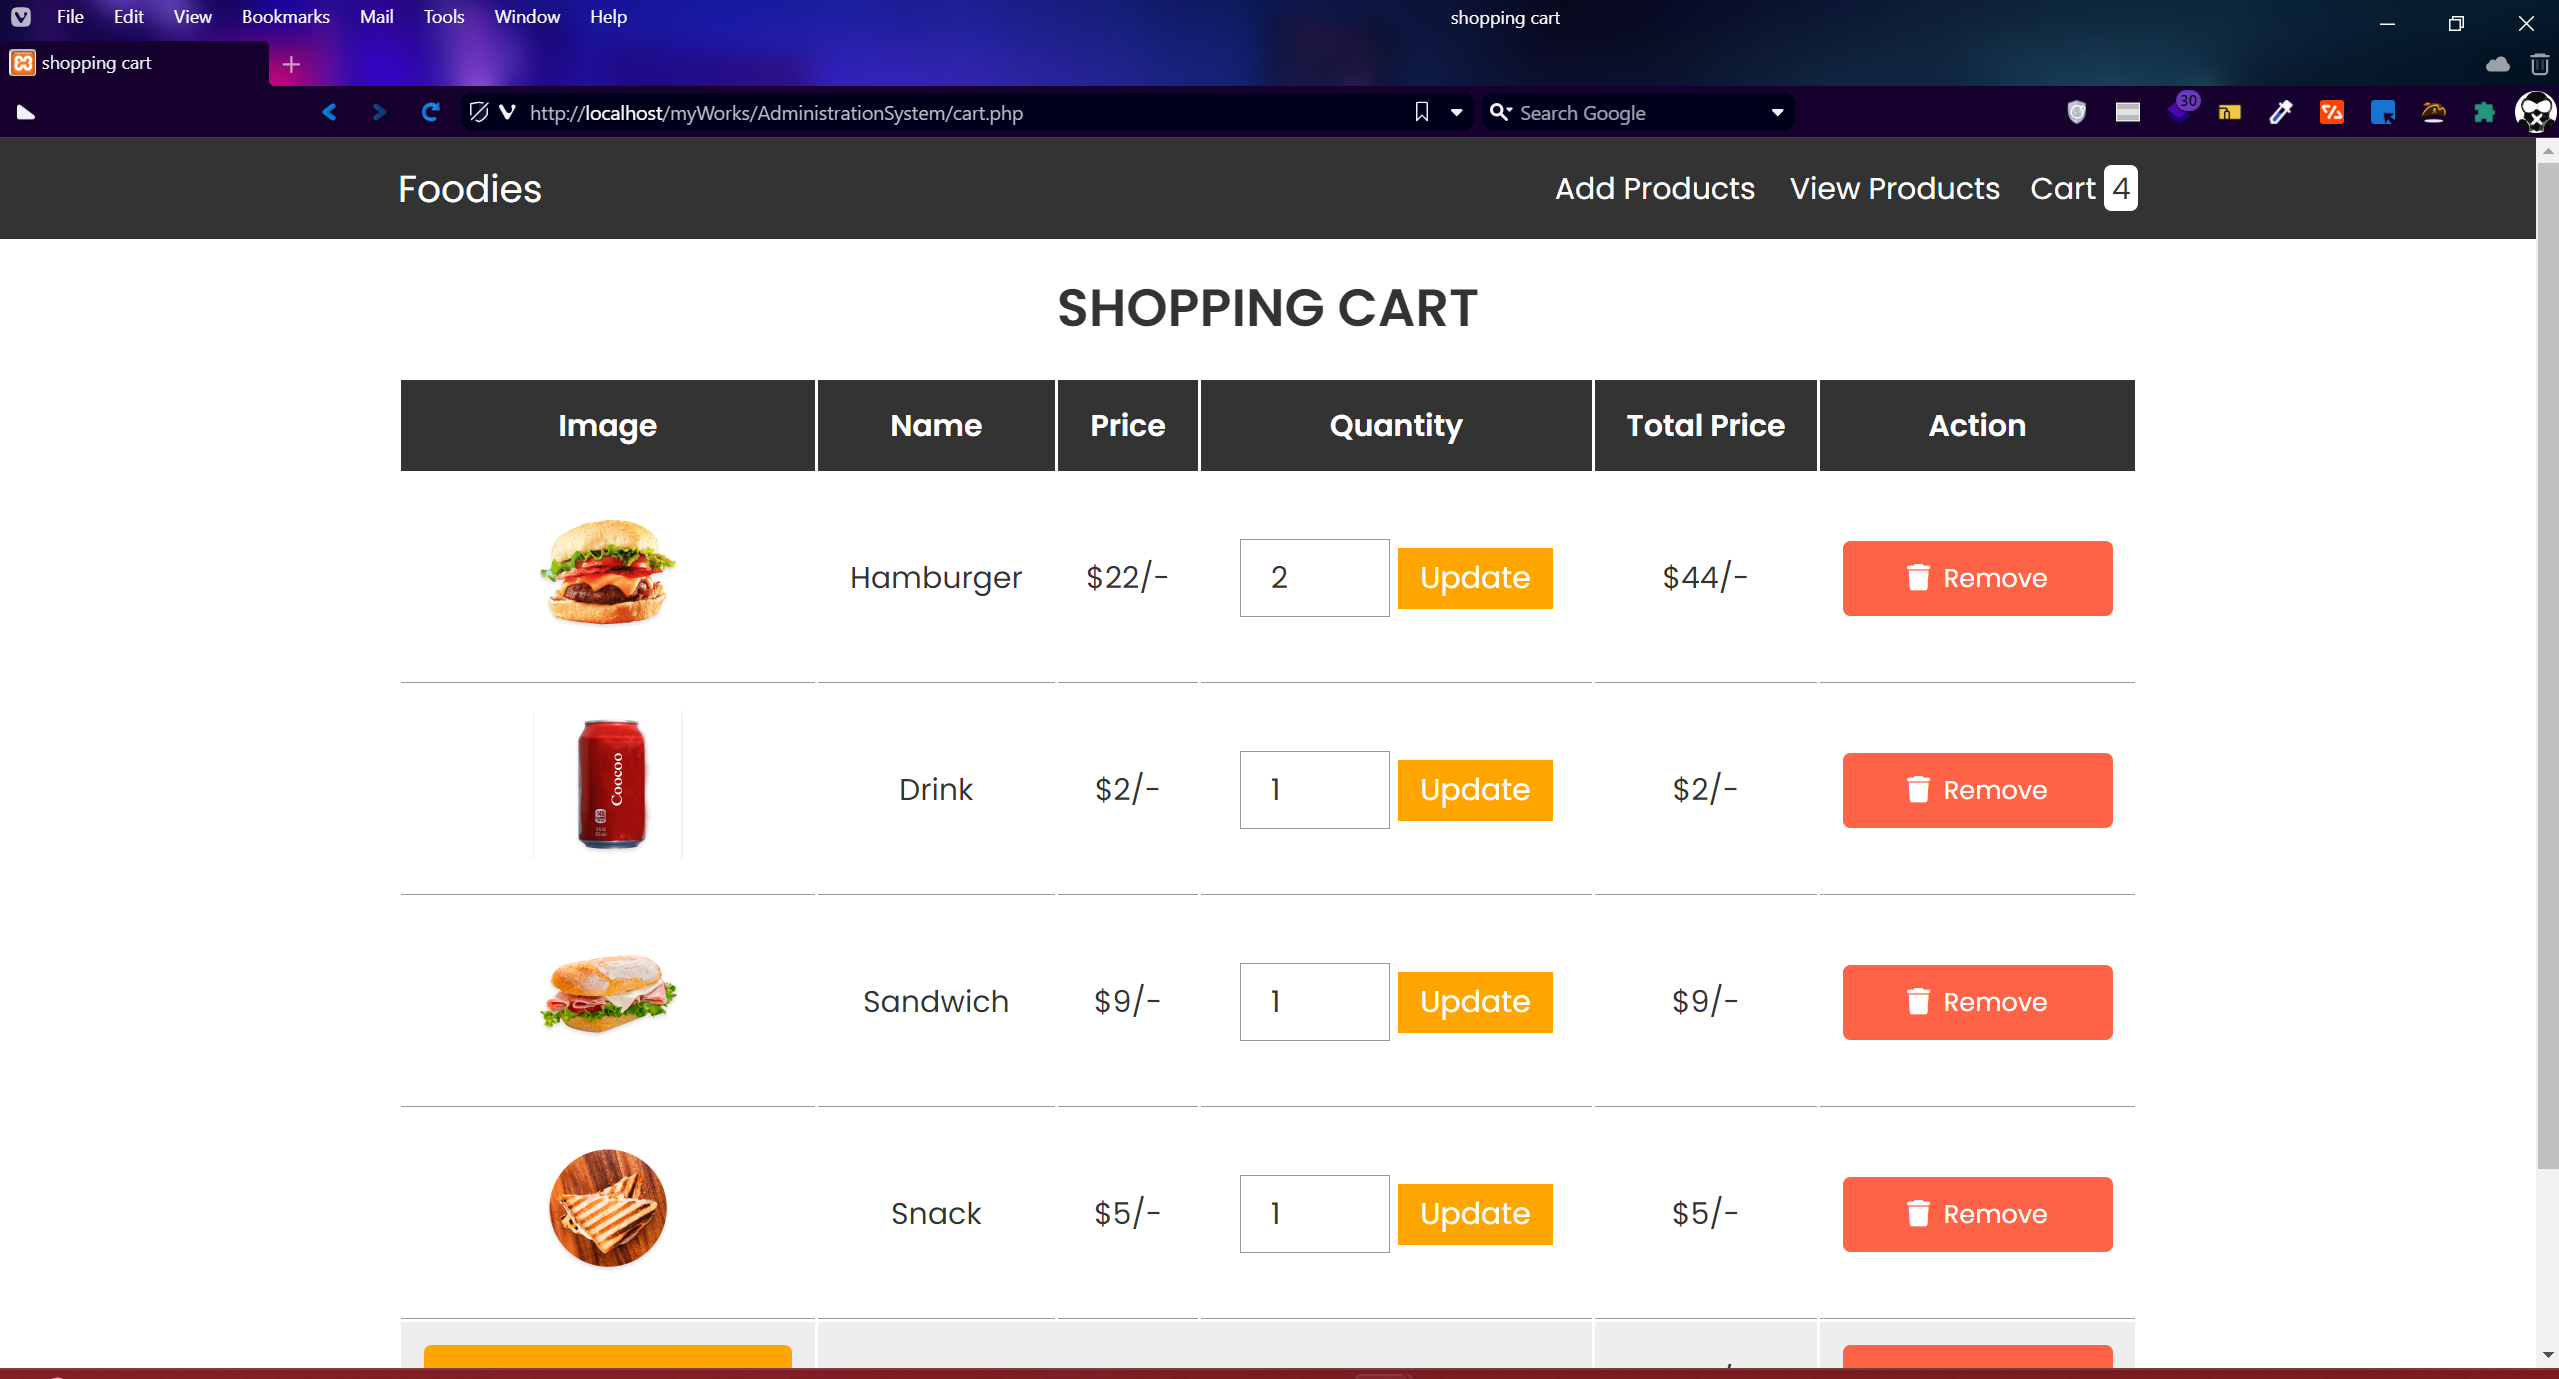 File Edit View Bookmarks Mail Tools Window Help
shopping cart
shopping cart
http://localhost/myWorks/AdministrationSystem/cart.php
Search Google
30
Foodies
Add Products View Products Cart 4
SHOPPING CART
Image Name Price Quantity Total Price Action
Hamburger $22/- 2 Update $44/- Remove
Cococoo
Drink $2/- 1 Update $2/- Remove
Sandwich $9/- 1 Update $9/- Remove
Snack $5/- 1 Update $5/- Remove